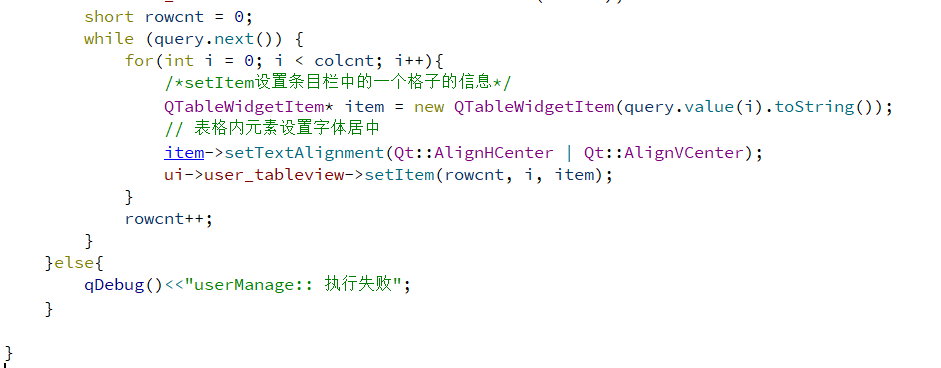 short rowcnt = 0;
        while (query.next()) {
            for(int i = 0; i < colcnt; i++){
                /*setItem设置条目栏中的一个格子的信息*/
                QTableWidgetItem* item = new QTableWidgetItem(query.value(i).toString());
                // 表格内元素设置字体居中
                item->setTextAlignment(Qt::AlignHCenter | Qt::AlignVCenter);
                ui->user_tableview->setItem(rowcnt, i, item);
            }
            rowcnt++;
        }
    }else{
        qDebug()<<"userManage:: 执行失败";
    }
}